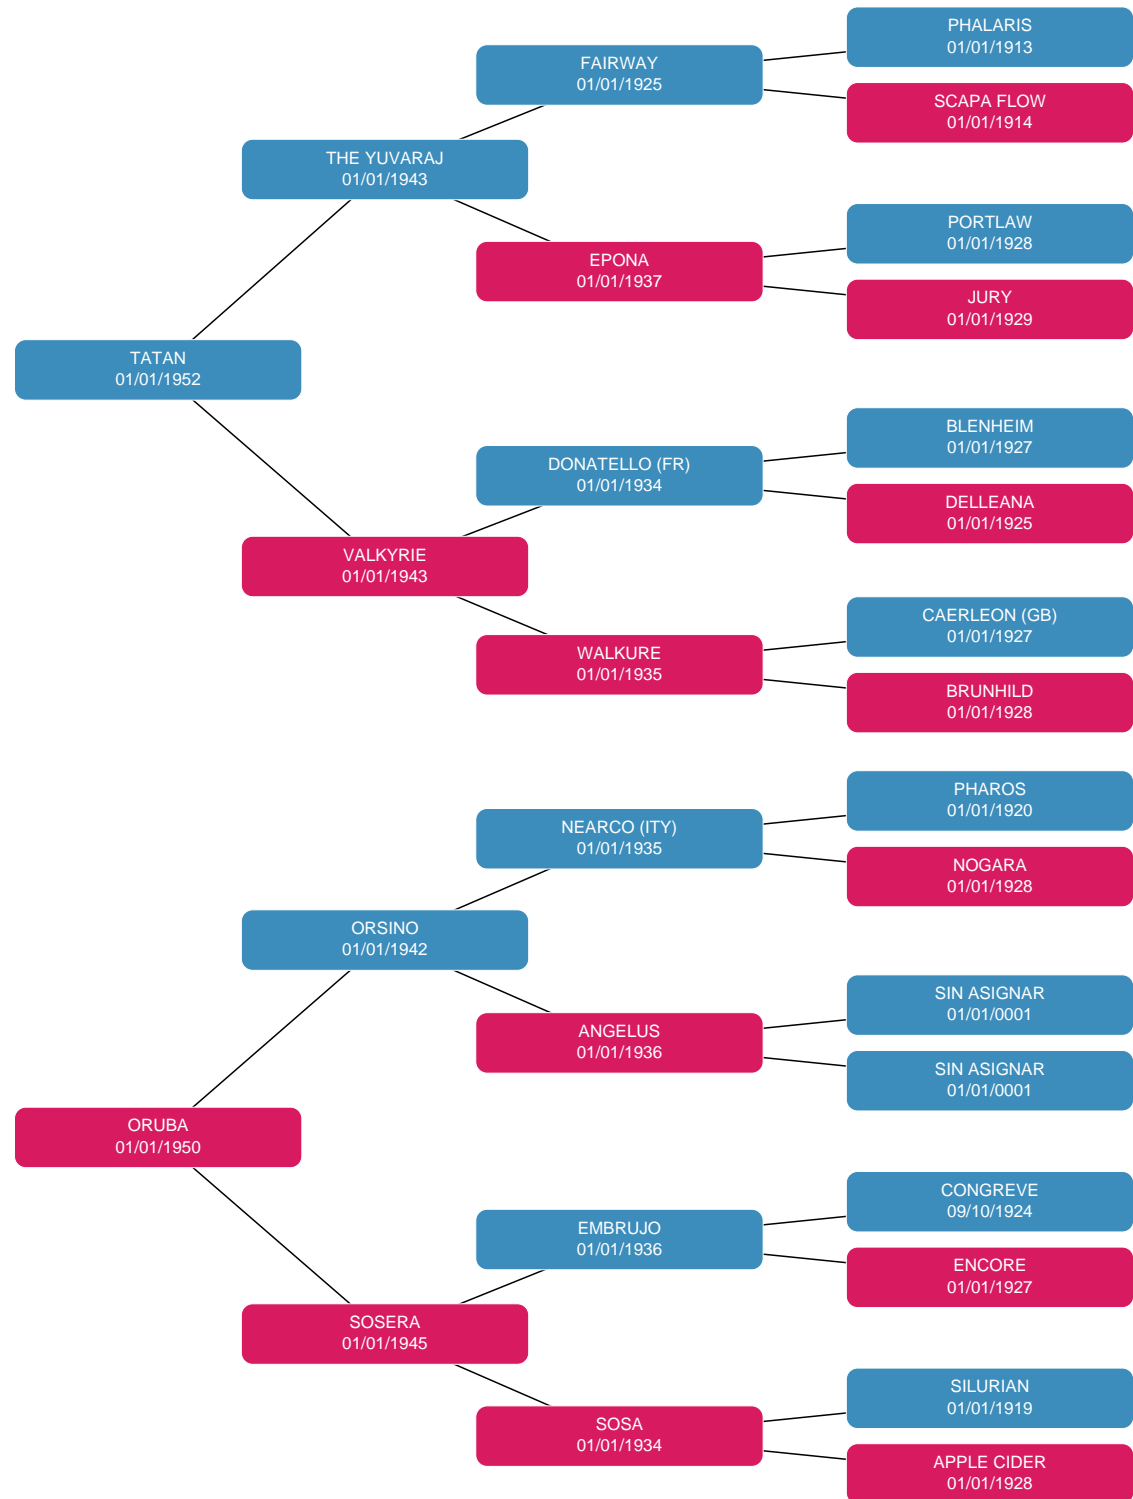 PHALARIS
01/01/1913
FAIRWAY
01/01/1925
SCAPA FLOW
01/01/1914
THE YUVARAJ
01/01/1943
PORTLAW
01/01/1928
EPONA
01/01/1937
JURY
01/01/1929
TATAN
01/01/1952
BLENHEIM
01/01/1927
DONATELLO (FR)
01/01/1934
DELLEANA
01/01/1925
VALKYRIE
01/01/1943
CAERLEON (GB)
01/01/1927
WALKURE
01/01/1935
BRUNHILD
01/01/1928
PHAROS
01/01/1920
NEARCO (ITY)
01/01/1935
NOGARA
01/01/1928
ORSINO
01/01/1942
SIN ASIGNAR
01/01/0001
ANGELUS
01/01/1936
SIN ASIGNAR
01/01/0001
ORUBA
01/01/1950
CONGREVE
09/10/1924
EMBRUJO
01/01/1936
ENCORE
01/01/1927
SOSERA
01/01/1945
SILURIAN
01/01/1919
SOSA
01/01/1934
APPLE CIDER
01/01/1928